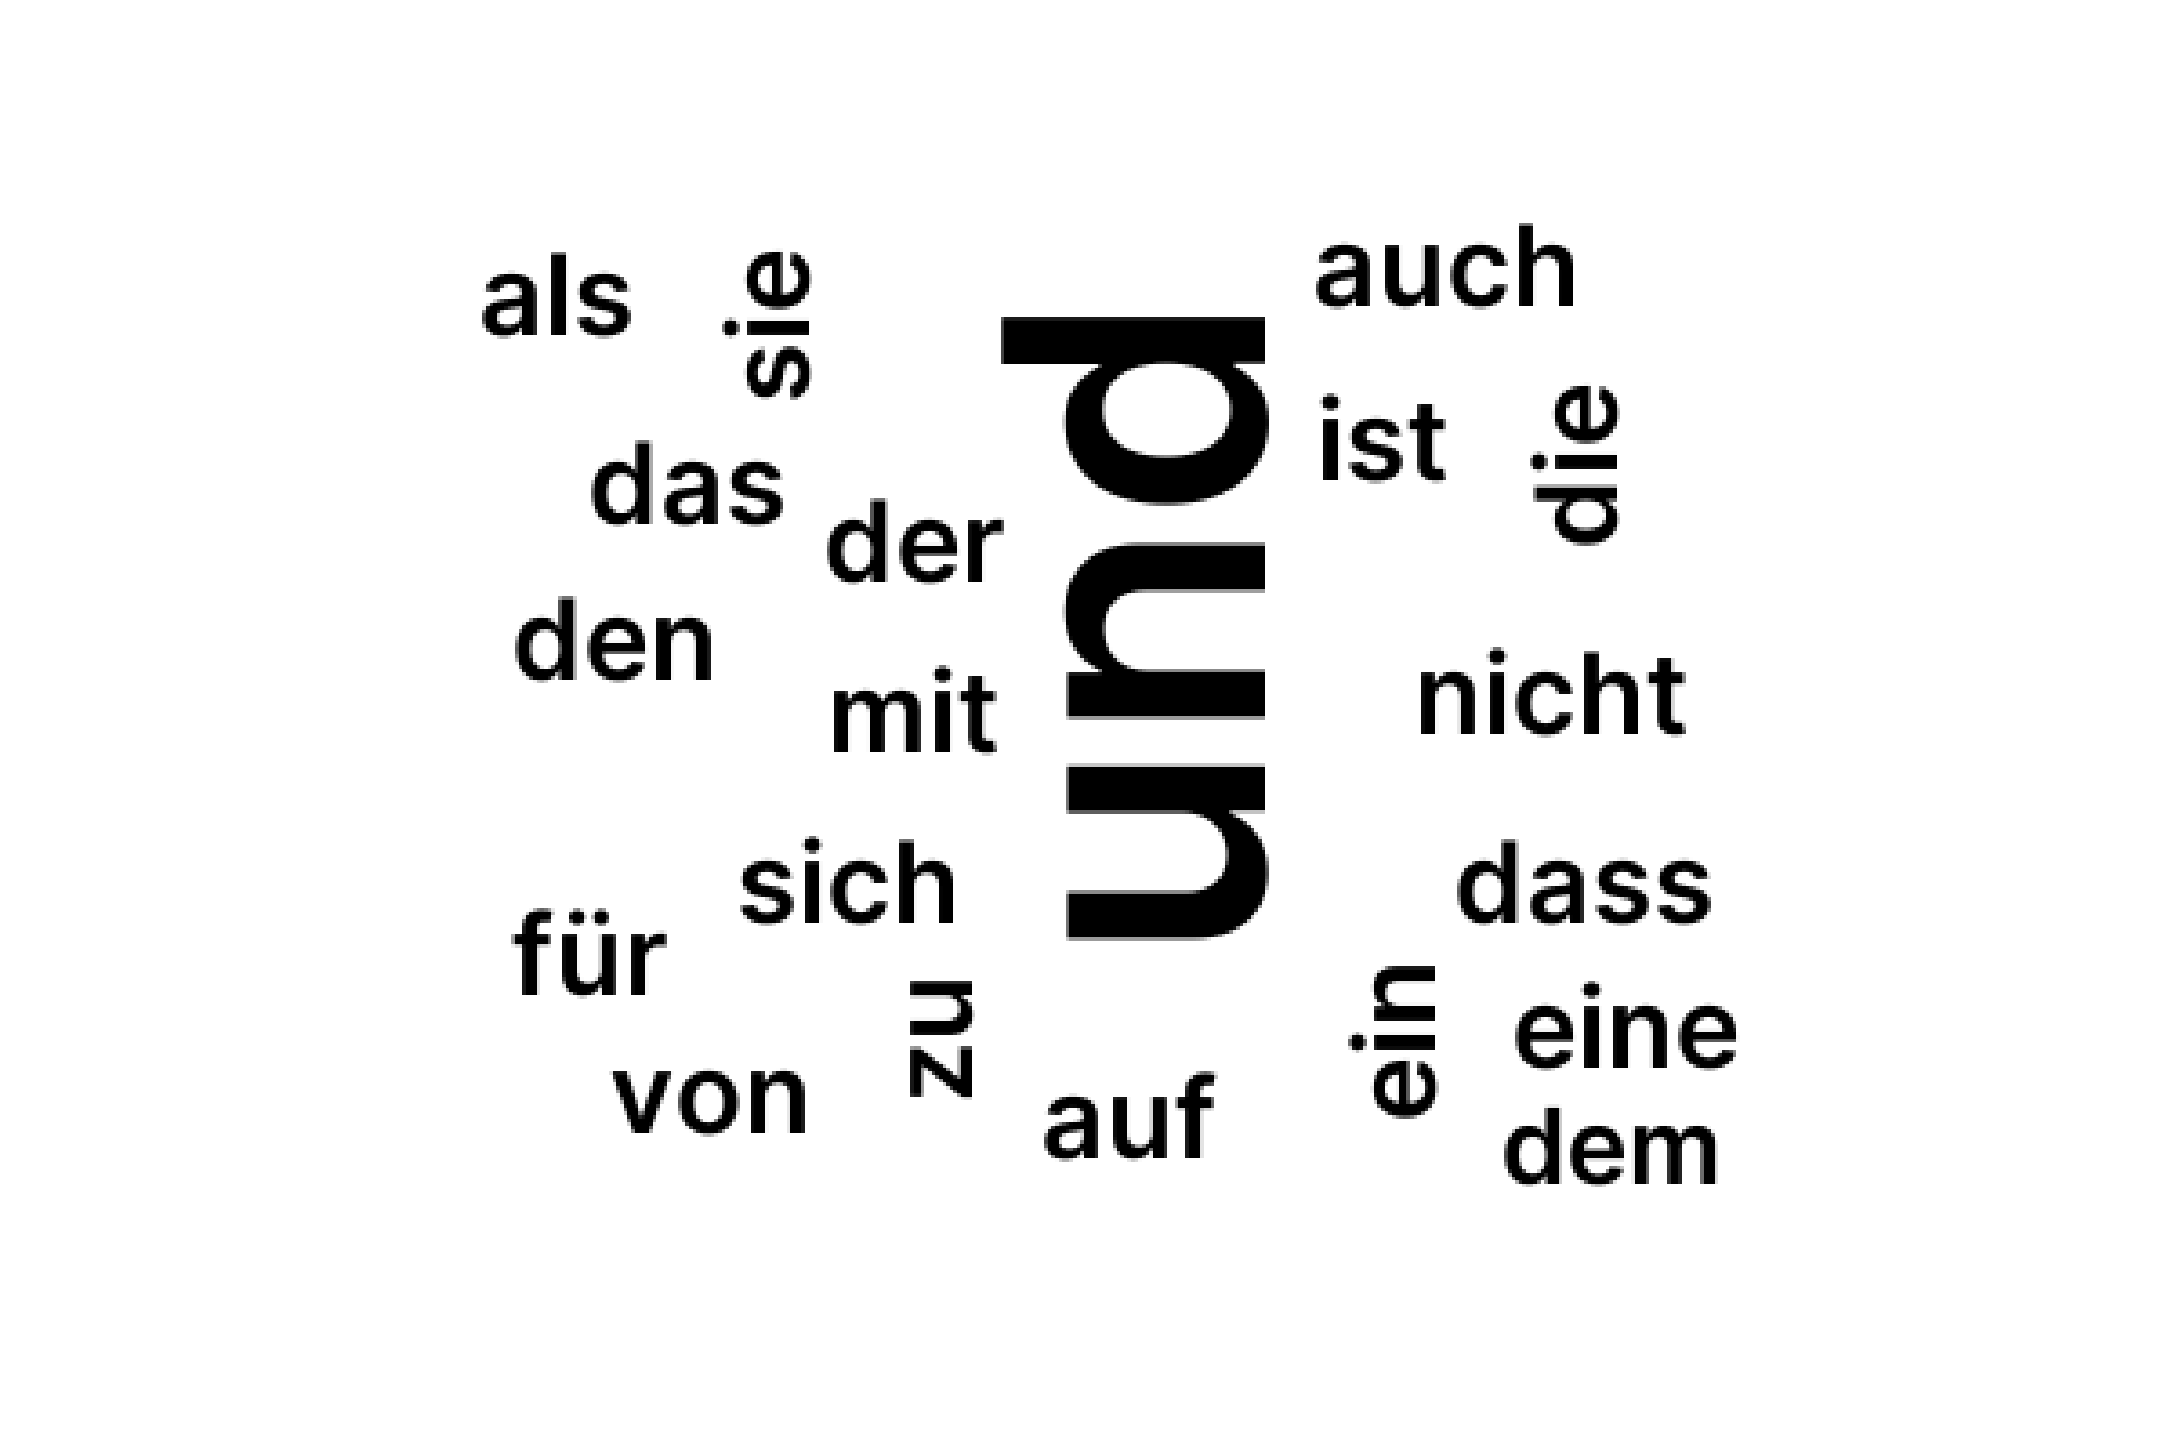 als
sie
auch
und
ist
die
das
der
den
mit
nicht
sich
dass
für
zu
ein
eine
von
auf
dem